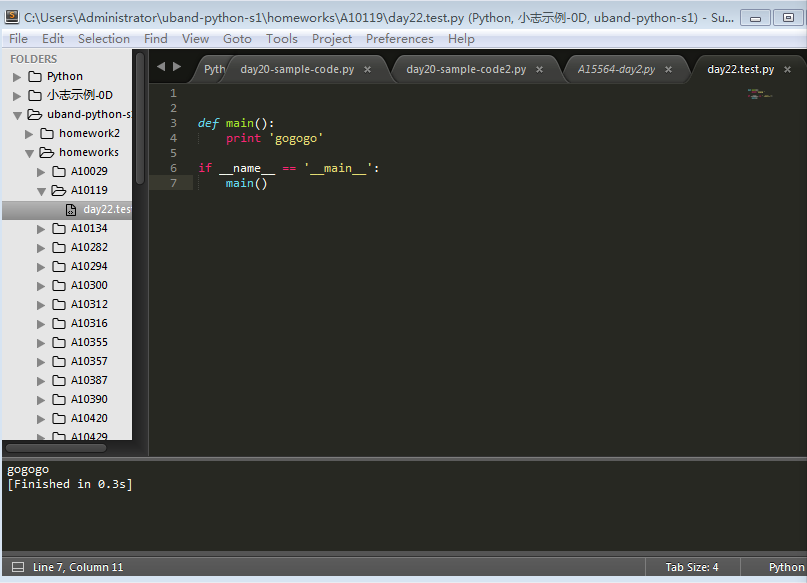 C:\Users\Administrator\uband-python-s1\homeworks\A10119\day22.test.py (Python, 小志示例-0D, uband-python-s1) - Su...
File Edit Selection Find View Goto Tools Project Preferences Help
FOLDERS
Python
小志示例-0D
uband-python-s
homework2
homeworks
A10029
A10119
day22.tes
A10134
A10282
A10294
A10300
A10312
A10316
A10355
A10357
A10387
A10390
A10420
A10429
Pyth day20-sample-code.py × day20-sample-code2.py × A15564-day2.py × day22.test.py ×
1
2
3 def main():
4 print 'gogogo'
5
6 if __name__ == '__main__':
7 main()
gogogo
[Finished in 0.3s]
Line 7, Column 11 Tab Size: 4 Python